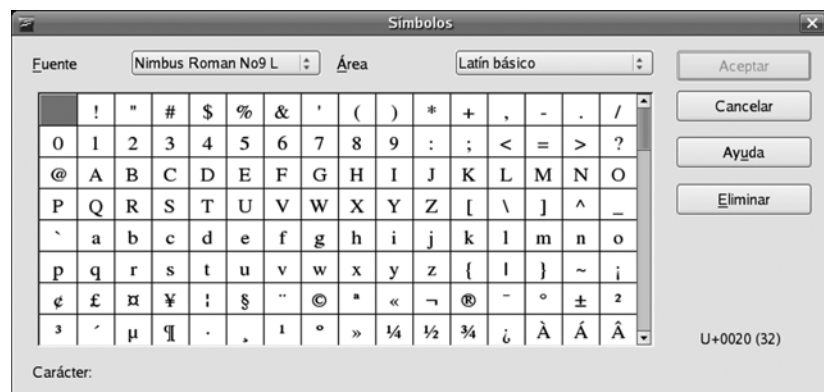 Símbolos
Fuente Nimbus Roman No9 L Área Latín básico Aceptar
! " # $ % & ' ( ) * + , - . / Cancelar
0 1 2 3 4 5 6 7 8 9 : ; < = > ? Ayuda
@ A B C D E F G H I J K L M N O
P Q R S T U V W X Y Z [ \ ] ^ _ Eliminar
` a b c d e f g h i j k l m n o
p q r s t u v w x y z { | } ~ ¡
¢ £ ¤ ¥ ¦ § ¨ © ª « ¬ ® ¯ ° ± ²
³ ´ µ ¶ · ¸ ¹ º » ¼ ½ ¾ ¿ À Á Â
U+0020 (32)
Carácter: